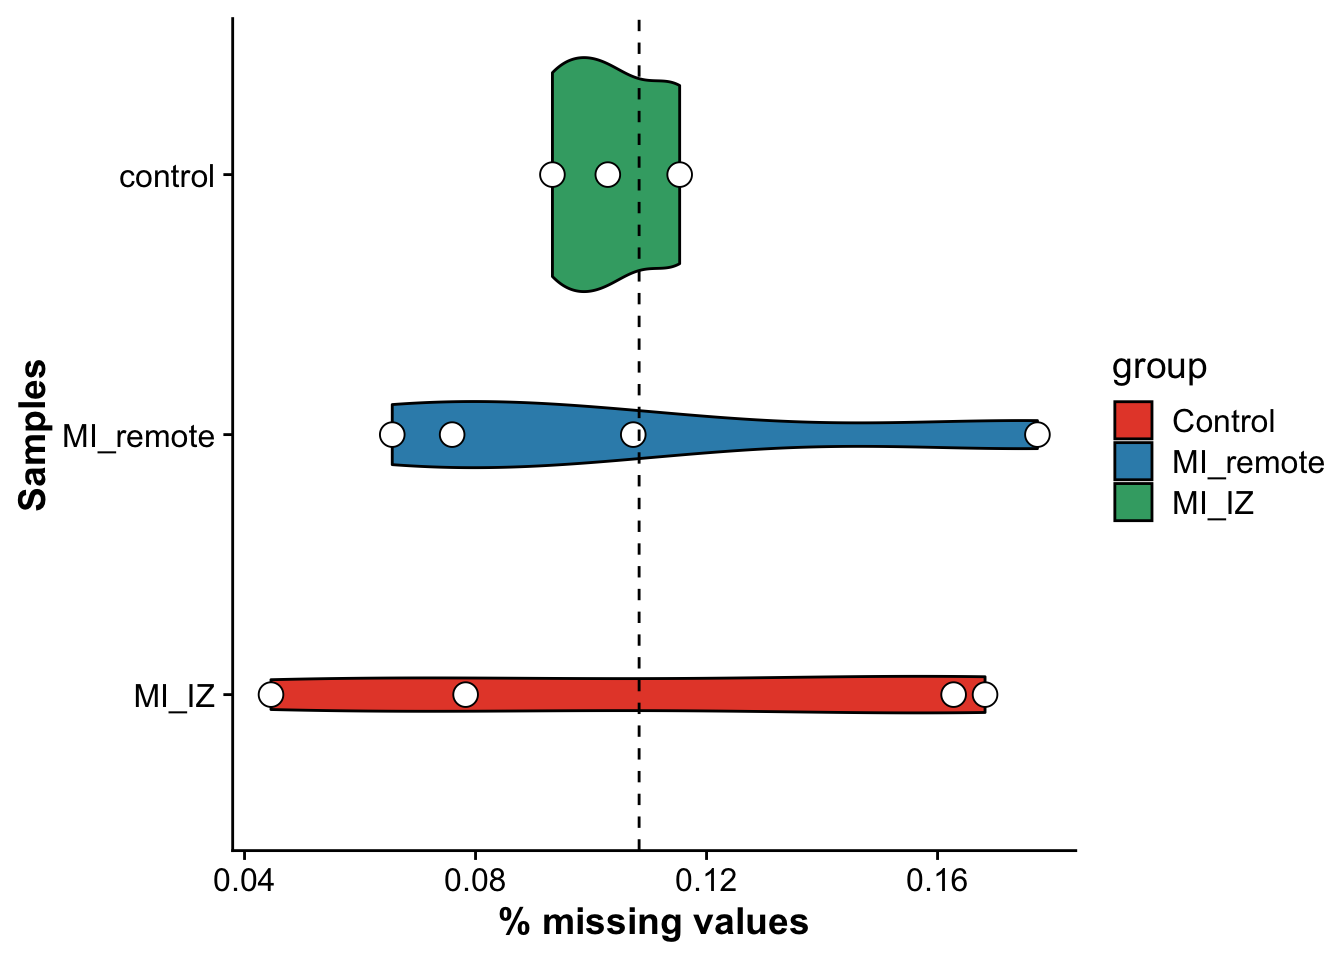 control
MI_remote
MI_IZ
Samples
0.04
0.08
0.12
0.16
% missing values
group
Control
MI_remote
MI_IZ